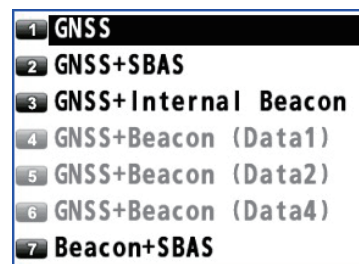 1 GNSS
2 GNSS+SBAS
3 GNSS+Internal Beacon
4 GNSS+Beacon (Data1)
5 GNSS+Beacon (Data2)
6 GNSS+Beacon (Data4)
7 Beacon+SBAS